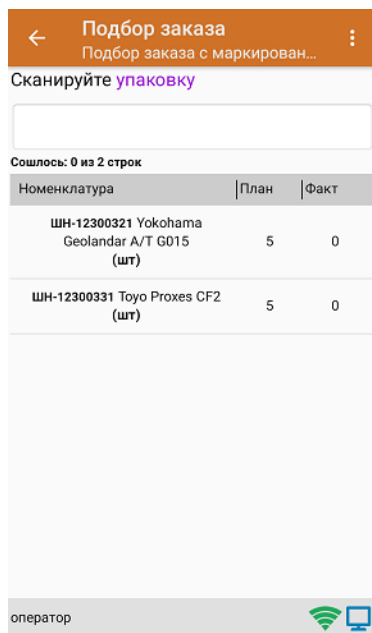 Подбор заказа
Подбор заказа с маркирован...
Сканируйте упаковку
Сошлось: 0 из 2 строк
Номенклатура План Факт
ШН-12300321 Yokohama
Geolandar A/T G015 5 0
(шт)
ШН-12300331 Toyo Proxes CF2
(шт) 5 0
оператор